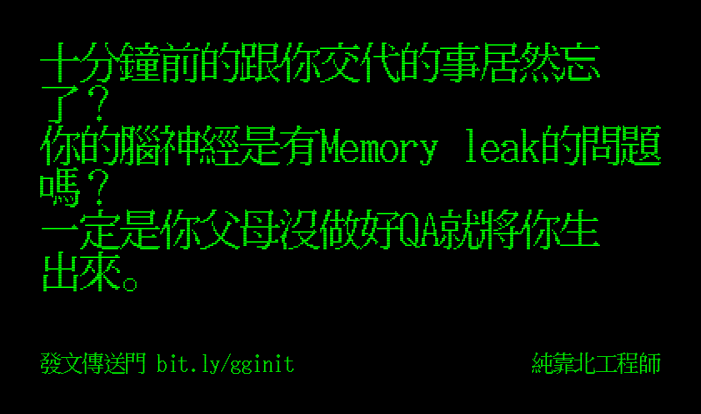 十分鐘前的跟你交代的事居然忘
了？
你的腦神經是有Memory leak的問題
嗎？
一定是你父母沒做好QA就將你生
出來。
發文傳送門 bit.ly/gginit
純靠北工程師